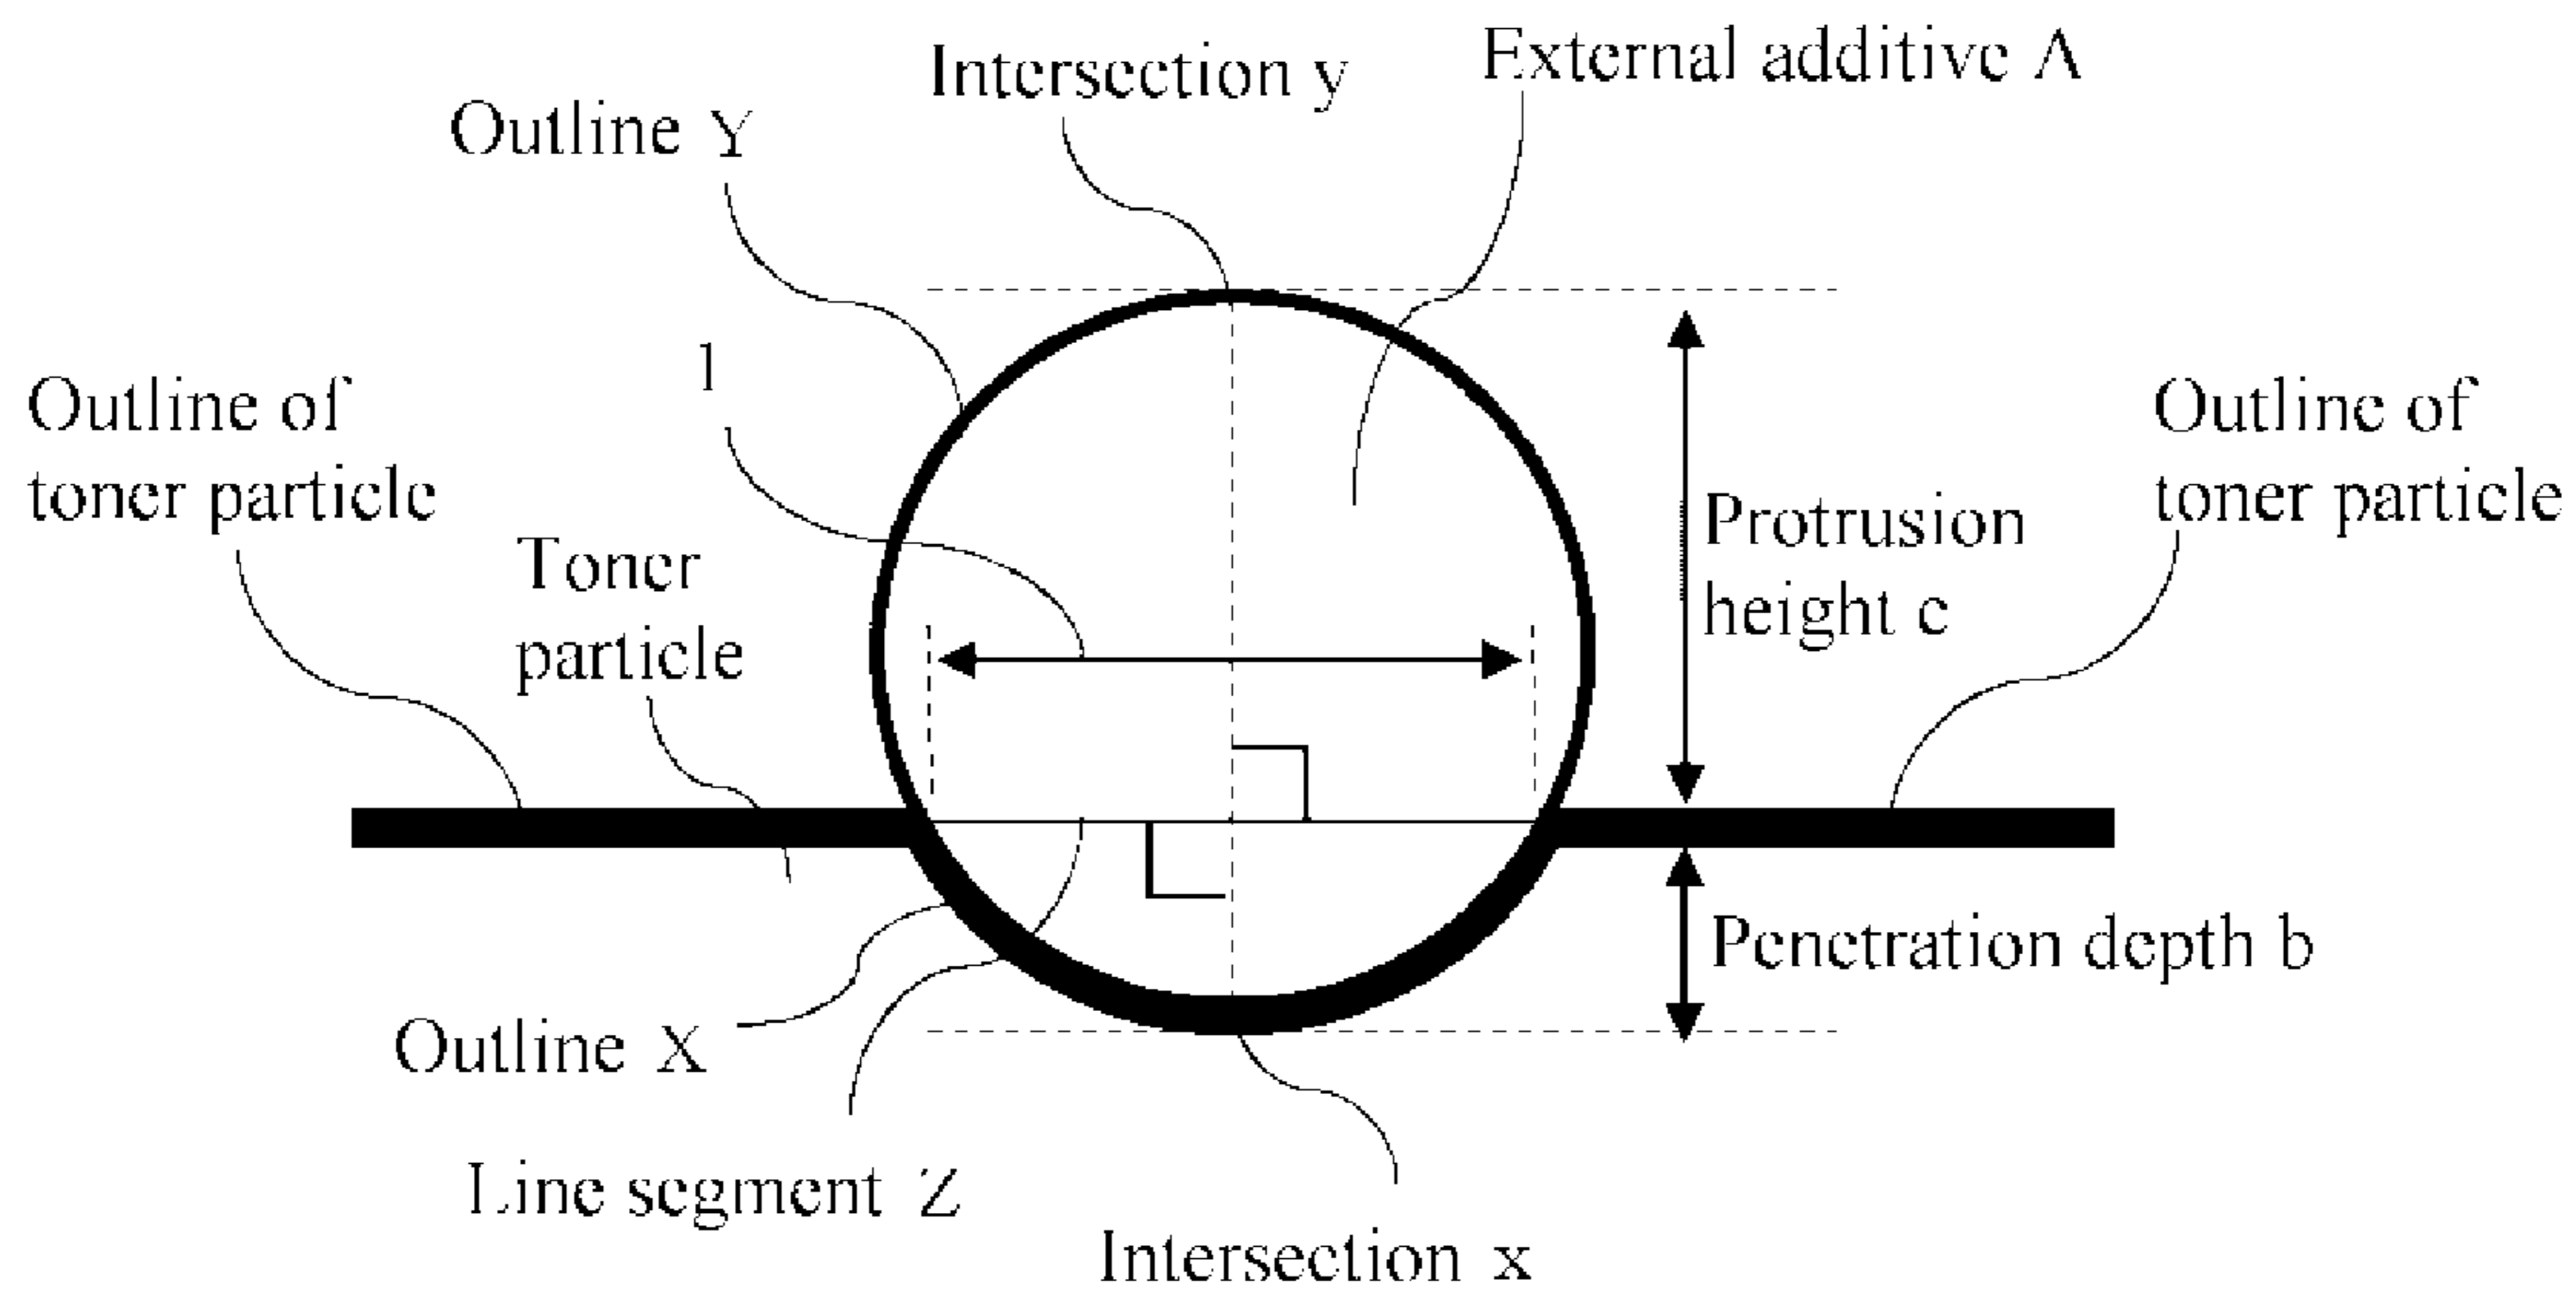 Intersection y
External additive A
Outline Y
l
Outline of
toner particle
Toner
particle
Protrusion
height c
Outline of
toner particle
Penetration depth b
Outline X
Line segment Z
Intersection x